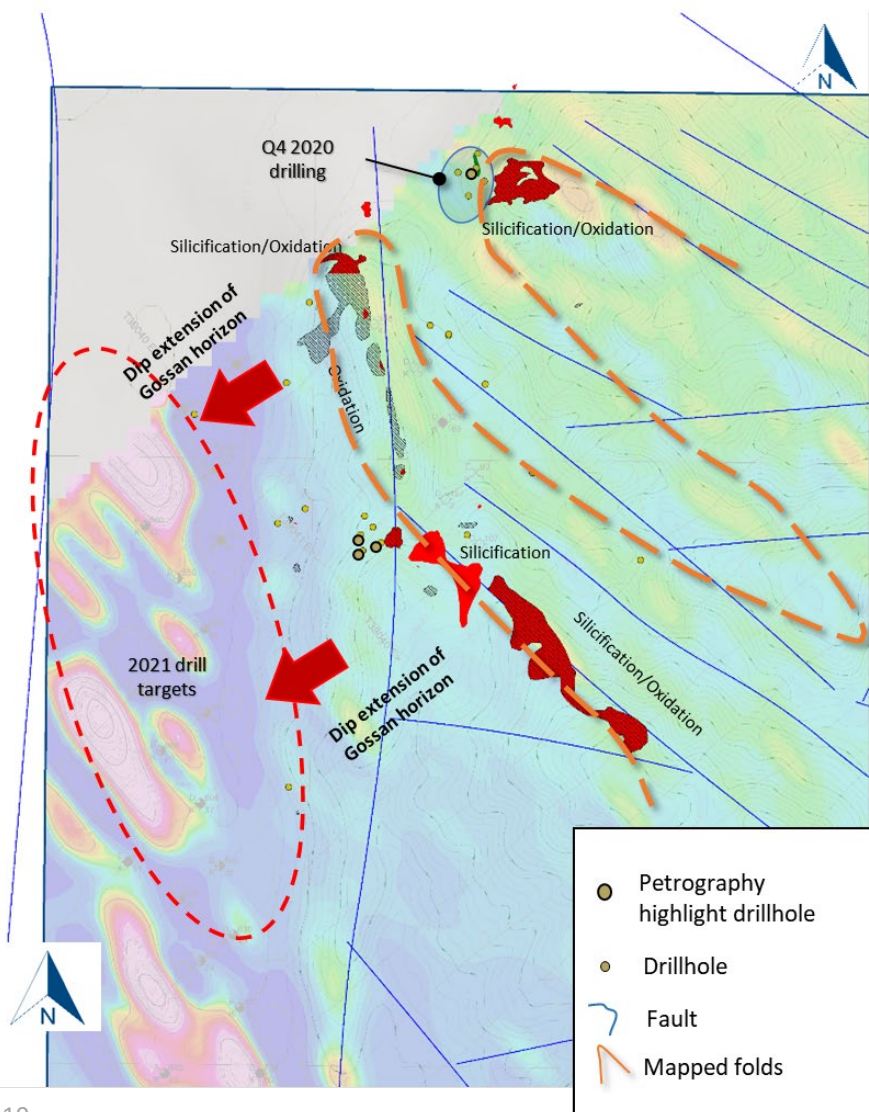 N
Q4 2020
drilling
Silicification/Oxidation
Silicification/Oxidation
Dip extension of
Gossan horizon
Oxidation
Silicification
2021 drill
targets
Silicification/Oxidation
Dip extension of
Gossan horizon
N
Petrography
highlight drillhole
Drillhole
Fault
Mapped folds